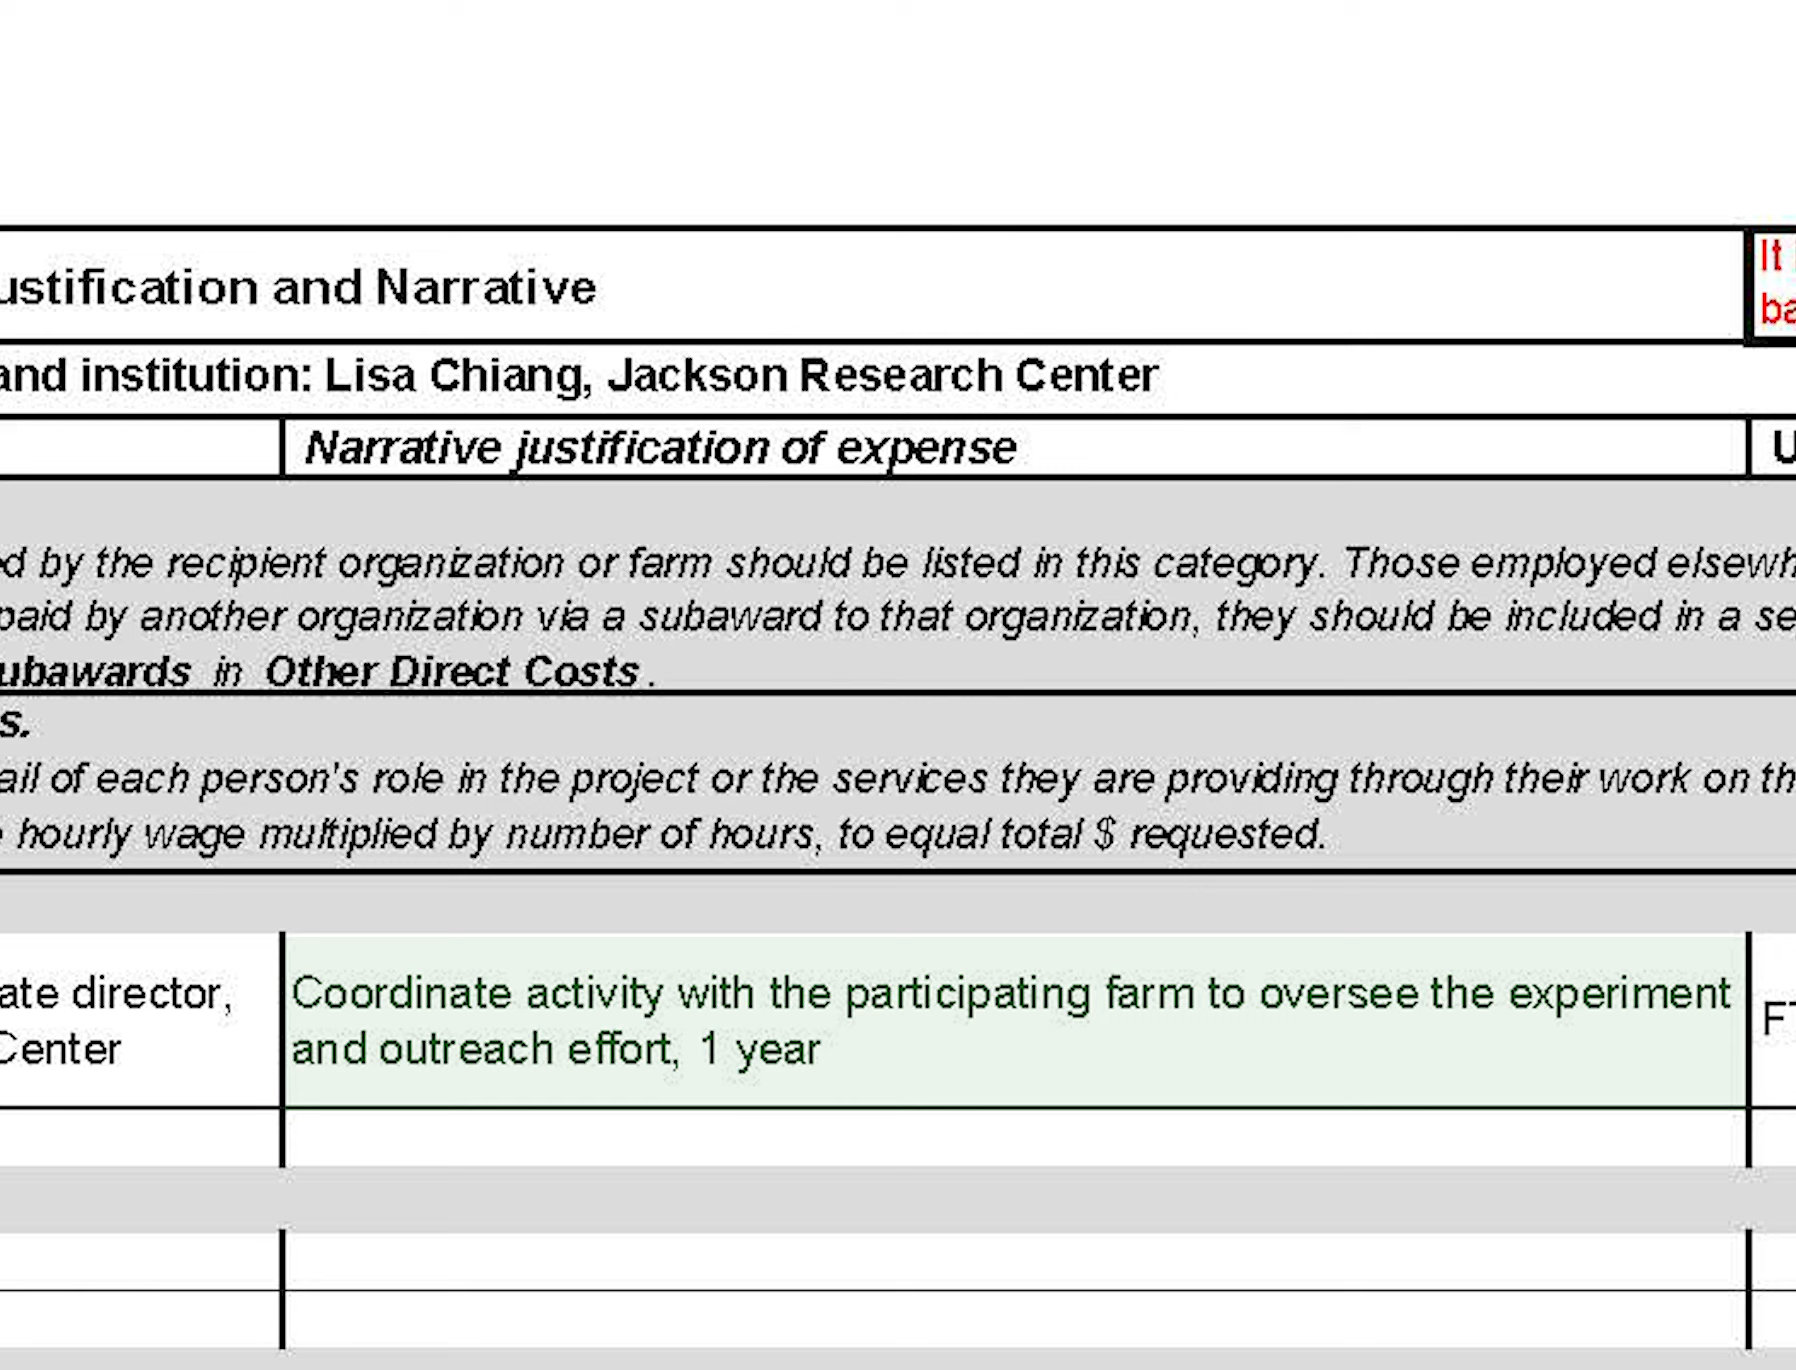 ustification and Narrative
It
ba
and institution: Lisa Chiang, Jackson Research Center
Narrative justification of expense
U
ed by the recipient organization or farm should be listed in this category. Those employed elsewh
paid by another organization via a subaward to that organization, they should be included in a se
ubawards in Other Direct Costs.
s.
ail of each person's role in the project or the services they are providing through their work on th
hourly wage multiplied by number of hours, to equal total $ requested.
ate director,
Center
Coordinate activity with the participating farm to oversee the experiment
and outreach effort, 1 year
FT